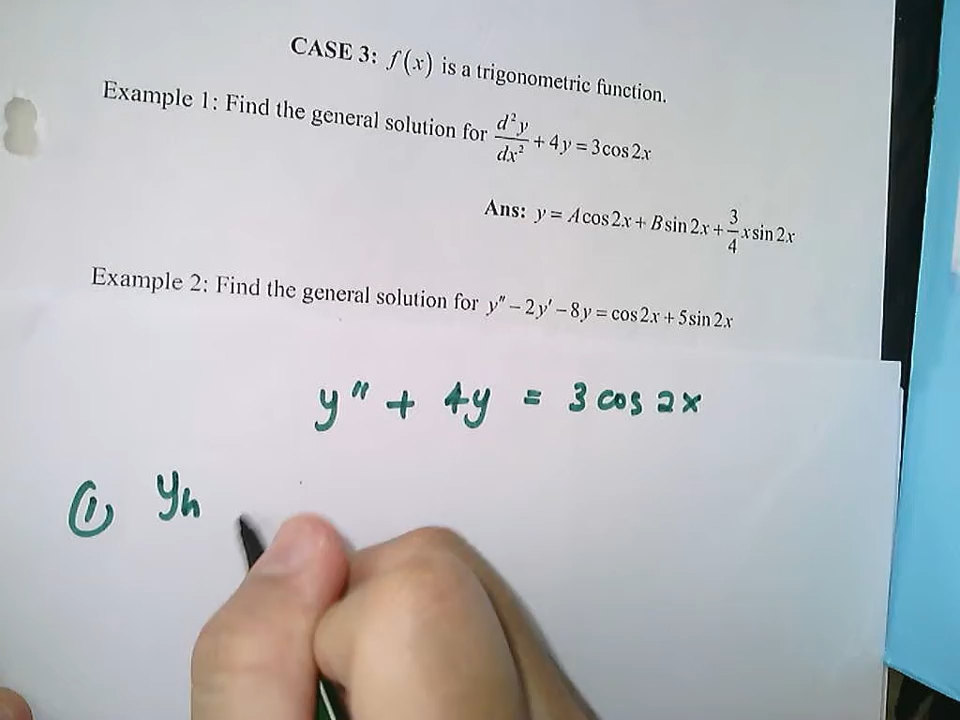 CASE 3: f(x) is a trigonometric function.
Example 1: Find the general solution for d²y/dx² + 4y = 3cos2x
Ans: y = Acos2x + Bsin2x + 3/4 xsin2x
Example 2: Find the general solution for y″ − 2y′ − 8y = cos2x + 5sin2x
y″ + 4y = 3 cos 2x
① yh